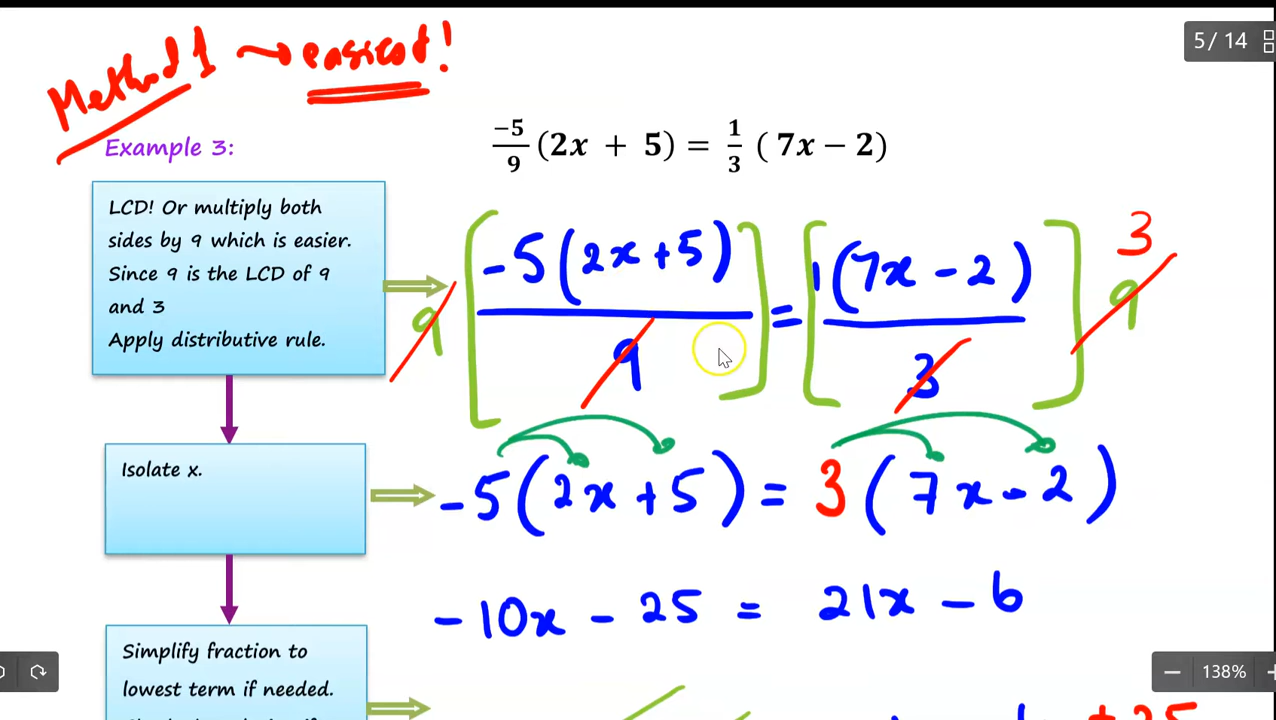 Method 1 → easiest!
5 / 14
Example 3:
-5/9 (2x + 5) = 1/3 ( 7x − 2)
LCD! Or multiply both
sides by 9 which is easier.
Since 9 is the LCD of 9
and 3
Apply distributive rule.
9 [ -5(2x+5) / 9 ] = [ 1(7x - 2) / 3 ] 9 3
Isolate x.
-5(2x+5) = 3(7x-2)
-10x - 25 = 21x - 6
Simplify fraction to
lowest term if needed.
138%
+25